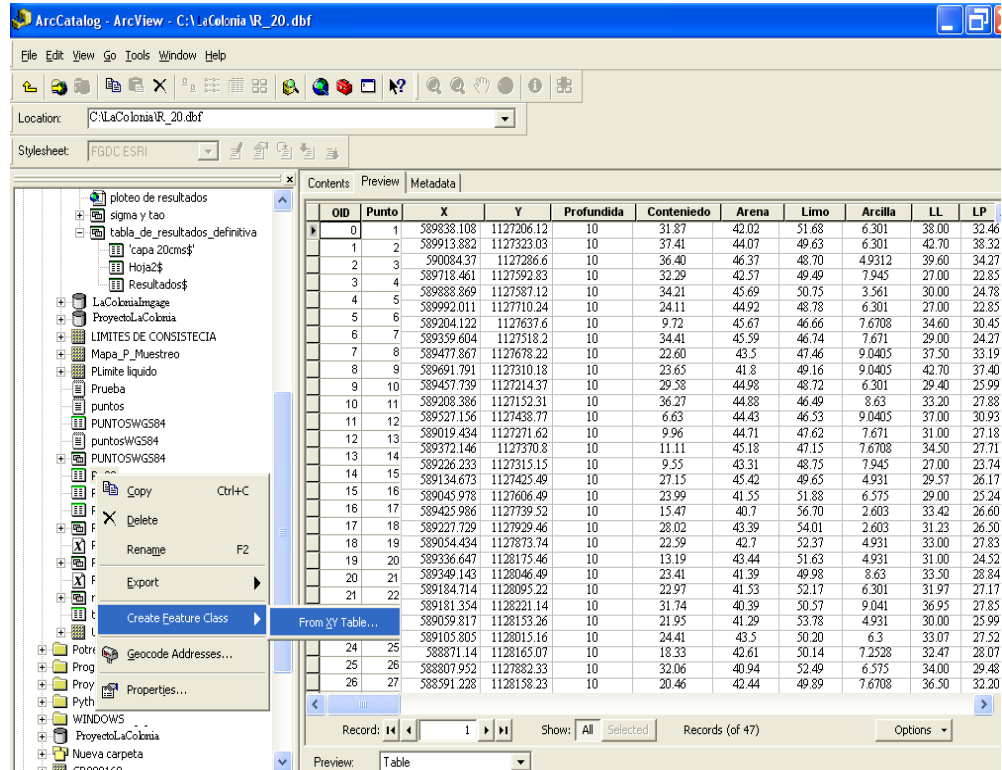 ArcCatalog - ArcView - C:\LaColonia\R_20.dbf
File Edit View Go Tools Window Help
Location: C:\LaColonia\R_20.dbf
Stylesheet: FGDC ESRI
ploteo de resultados
sigma y tao
tabla_de_resultados_definitiva
'capa 20cms$'
Hoja2$
Resultados$
LaColoniaImgage
ProyectoLaColonia
LIMITES DE CONSISTECIA
Mapa_P_Muestreo
PLimite liquido
Prueba
puntos
PUNTOSWGS84
puntosWGS84
PUNTOSWGS84
Potre
Prog
Proy
Pyth
WINDOWS
ProyectoLaColonia
Nueva carpeta
Copy Ctrl+C
Delete
Rename F2
Export
Create Feature Class
Geocode Addresses...
Properties...
From XY Table...
Contents Preview Metadata
OID Punto X Y Profundida Conteniedo Arena Limo Arcilla LL LP
0 1 589838.108 1127206.12 10 31.87 42.02 51.68 6.301 38.00 32.46
1 2 589913.882 1127323.03 10 37.41 44.07 49.63 6.301 42.70 38.32
2 3 590084.37 1127286.6 10 36.40 46.37 48.70 4.9312 39.60 34.27
3 4 589718.461 1127592.83 10 32.29 42.57 49.49 7.945 27.00 22.85
4 5 589888.869 1127587.12 10 34.21 45.69 50.75 3.561 30.00 24.78
589992.011 1127710.24 10 24.11 44.92 48.78 6.301 27.00 22.85
5 6 589204.122 1127637.6 10 9.72 45.67 46.66 7.6708 34.60 30.45
6 7 589359.604 1127518.2 10 34.41 45.59 46.74 7.671 29.00 24.27
7 8 589477.867 1127678.22 10 22.60 43.5 47.46 9.0405 37.50 33.19
8 9 589691.791 1127310.18 10 23.65 41.8 49.16 9.0405 42.70 37.40
9 10 589457.739 1127214.37 10 29.58 44.98 48.72 6.301 29.40 25.99
10 11 589208.386 1127152.31 10 36.27 44.88 46.49 8.63 33.20 27.88
11 12 589527.156 1127438.77 10 6.63 44.43 46.53 9.0405 37.00 30.93
12 13 589019.434 1127271.62 10 9.96 44.71 47.62 7.671 31.00 27.18
13 14 589372.146 1127370.8 10 11.11 45.18 47.15 7.6708 34.50 27.71
589226.233 1127315.15 10 9.55 43.31 48.75 7.945 27.00 23.74
14 15 589134.673 1127425.49 10 27.15 45.42 49.65 4.931 29.57 26.17
15 16 589045.978 1127606.49 10 23.99 41.55 51.88 6.575 29.00 25.24
16 17 589425.986 1127739.52 10 15.47 40.7 56.70 2.603 33.42 26.60
17 18 589227.729 1127929.46 10 28.02 43.39 54.01 2.603 31.23 26.50
18 19 589054.434 1127873.74 10 22.59 42.7 52.37 4.931 33.00 27.83
19 20 589336.647 1128175.46 10 13.19 43.44 51.63 4.931 31.00 24.52
20 21 589349.143 1128046.49 10 23.41 41.39 49.98 8.63 33.50 28.84
21 22 589184.714 1128095.22 10 22.97 41.53 52.17 6.301 31.97 27.17
589181.354 1128221.14 10 31.74 40.39 50.57 9.041 36.95 27.85
589059.817 1128153.26 10 21.95 41.29 53.78 4.931 30.00 25.99
589105.805 1128015.16 10 24.41 43.5 50.20 6.3 33.07 27.52
24 25 588871.14 1128165.07 10 18.33 42.61 50.14 7.2528 32.47 28.07
25 26 588807.952 1127882.33 10 32.06 40.94 52.49 6.575 34.00 29.48
26 27 588591.228 1128158.23 10 20.46 42.44 49.89 7.6708 36.50 32.20
Record: 1 Show: All Selected Records (of 47) Options
Preview: Table